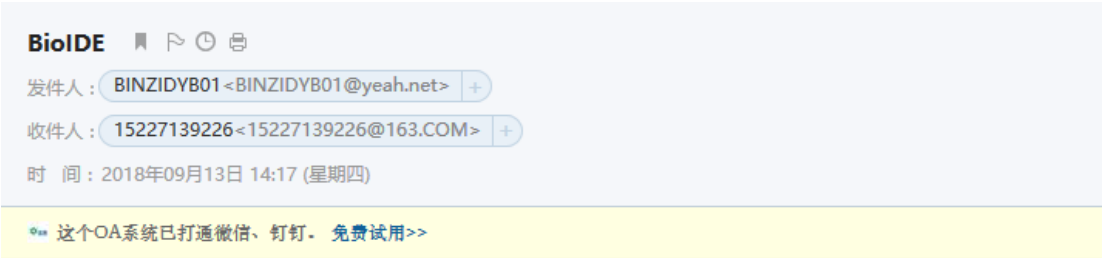 BioIDE
发件人：BINZIDYB01<BINZIDYB01@yeah.net> +
收件人：15227139226<15227139226@163.COM> +
时 间：2018年09月13日 14:17 (星期四)
这个OA系统已打通微信、钉钉。 免费试用>>